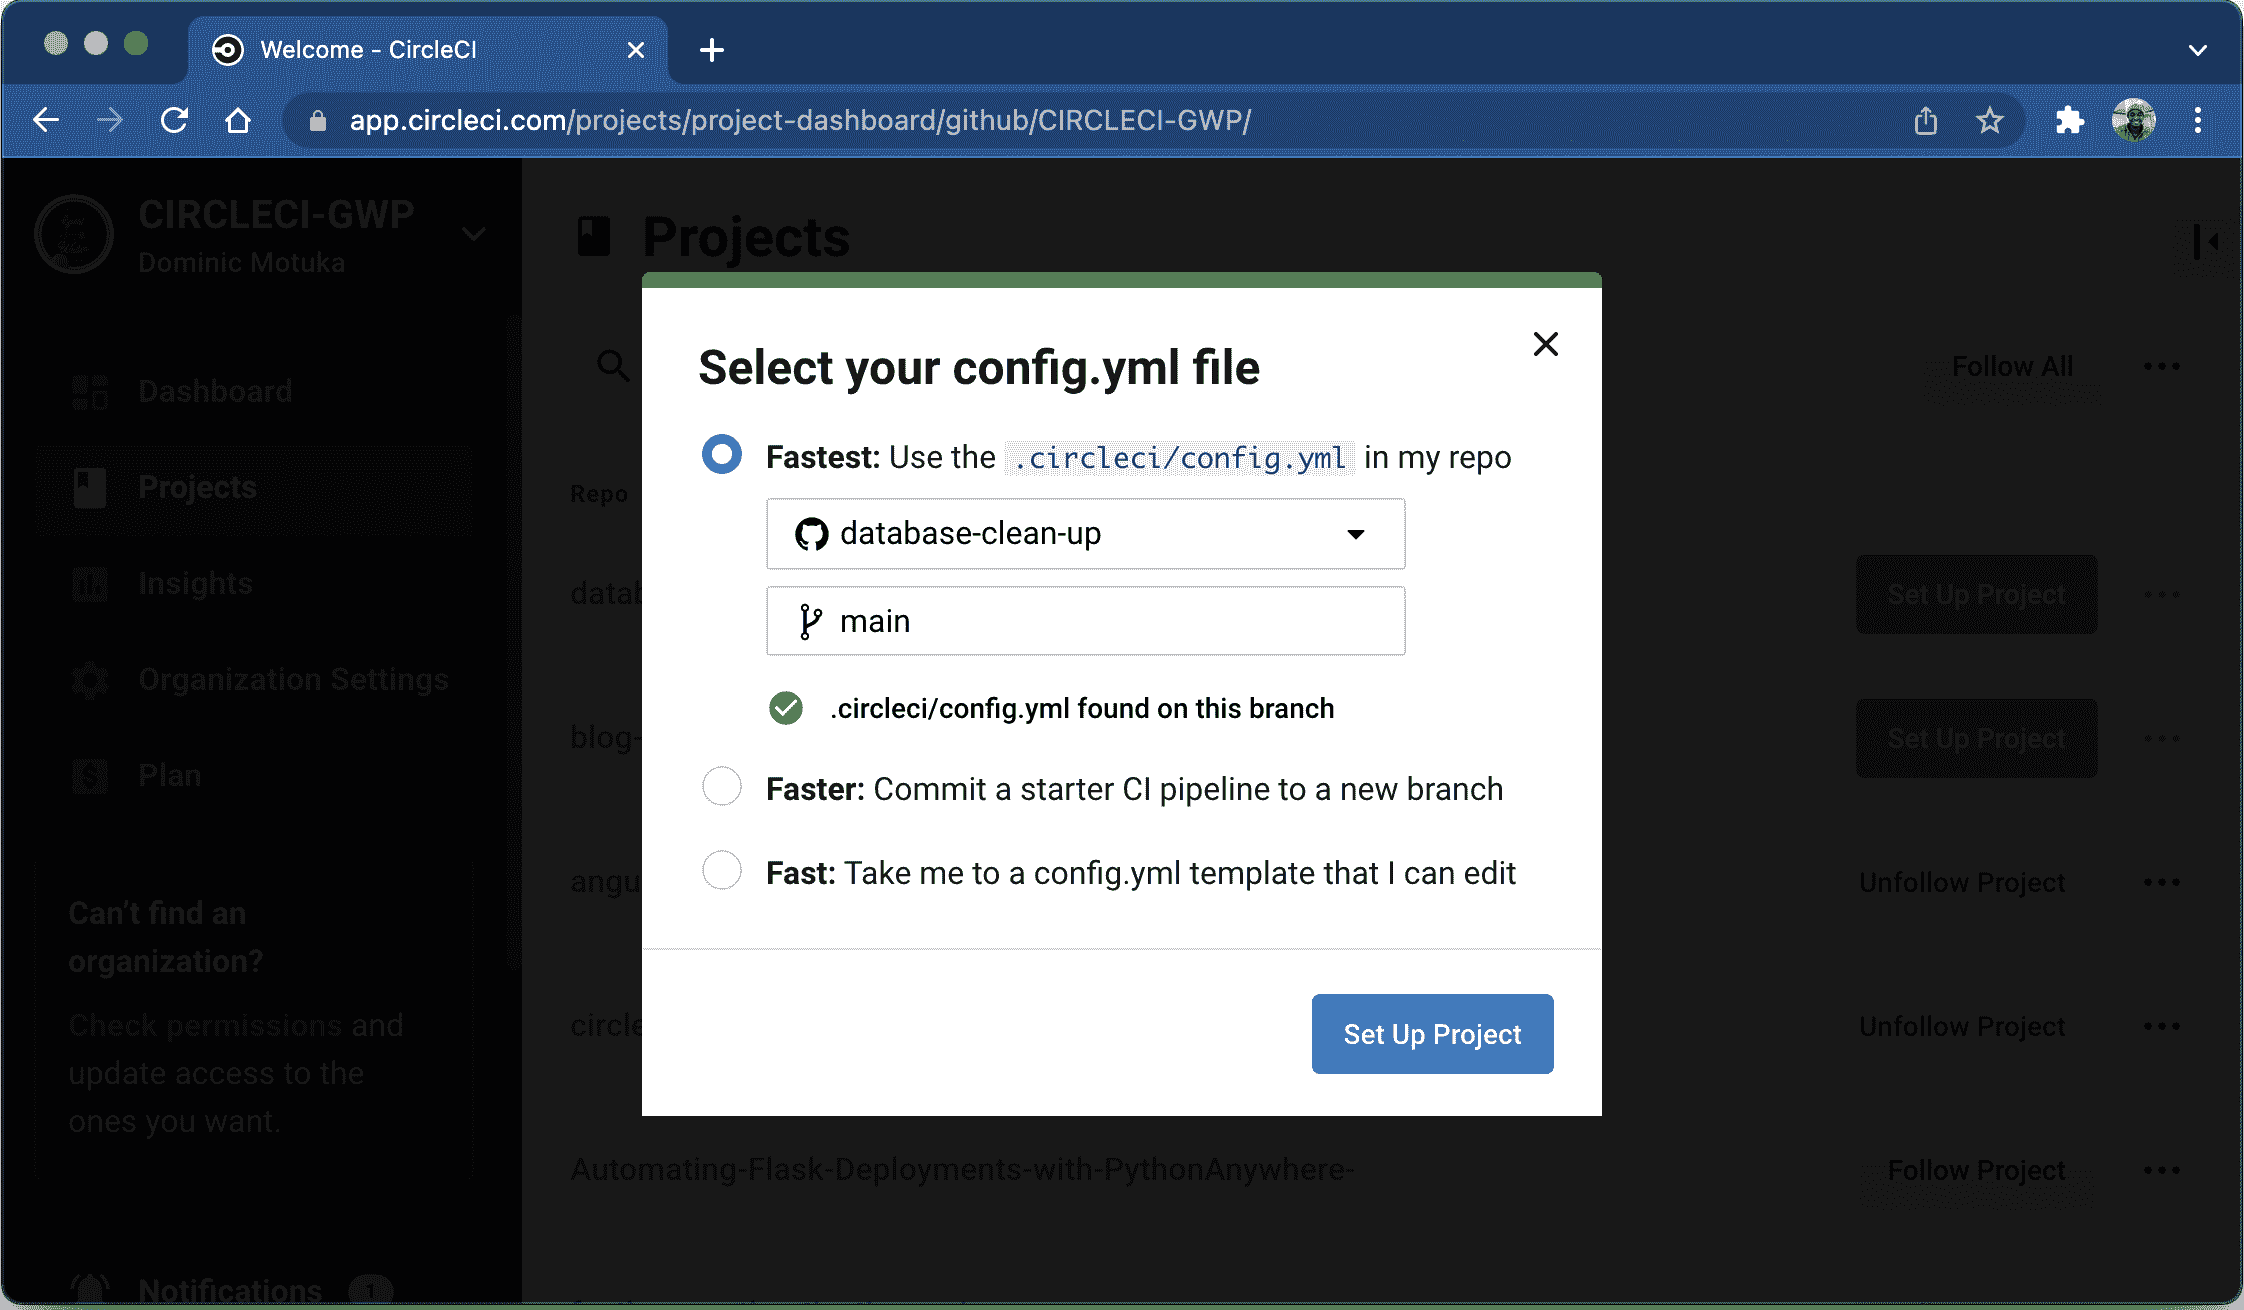 Welcome - CircleCI
app.circleci.com/projects/project-dashboard/github/CIRCLECI-GWP/
CIRCLECI-GWP
Dominic Motuka
Dashboard
Projects
Insights
Organization Settings
Plan
Can't find an
organization?
Check permissions and
update access to the
ones you want.
Notifications 1
Projects
Follow All
Repo
datab
Set Up Project
blog-
Set Up Project
angu
Unfollow Project
circle
Unfollow Project
Automating-Flask-Deployments-with-PythonAnywhere-
Follow Project
Select your config.yml file
Fastest: Use the .circleci/config.yml in my repo
database-clean-up
main
.circleci/config.yml found on this branch
Faster: Commit a starter CI pipeline to a new branch
Fast: Take me to a config.yml template that I can edit
Set Up Project